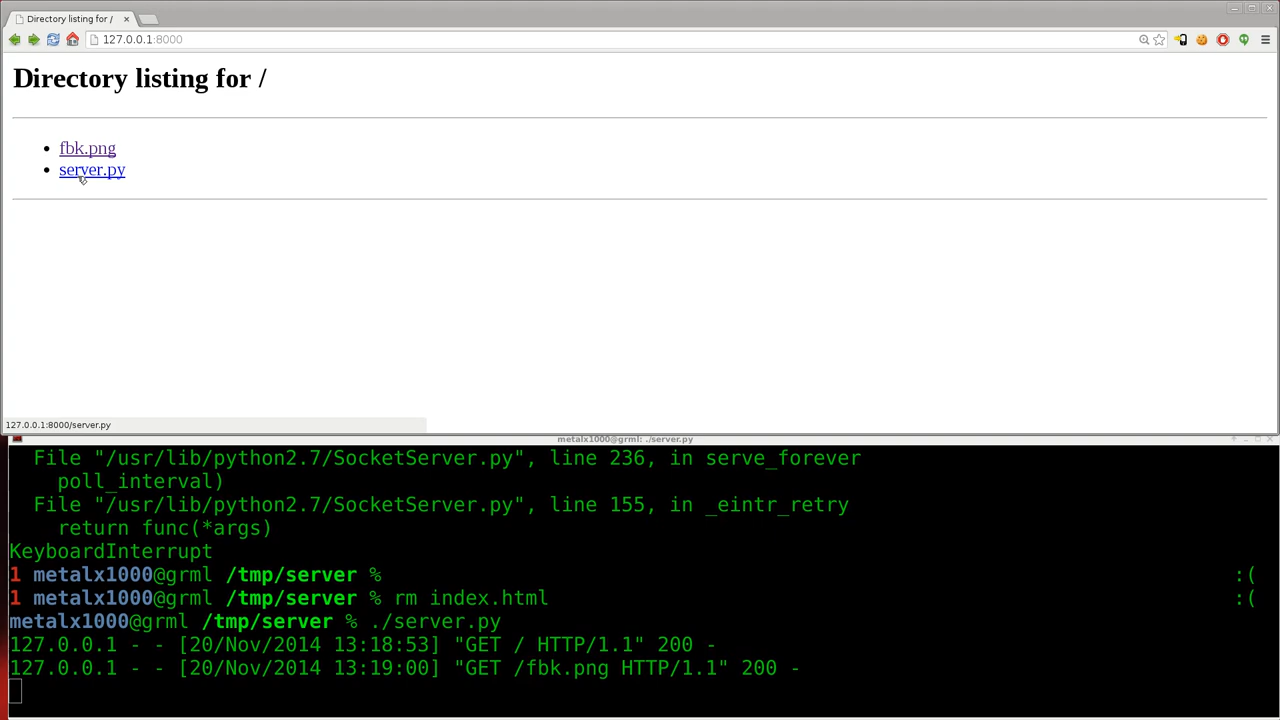 Directory listing for /
127.0.0.1:8000
Directory listing for /
fbk.png
server.py
127.0.0.1:8000/server.py
metalx1000@grml: ./server.py
File "/usr/lib/python2.7/SocketServer.py", line 236, in serve_forever
poll_interval)
File "/usr/lib/python2.7/SocketServer.py", line 155, in _eintr_retry
return func(*args)
KeyboardInterrupt
1 metalx1000@grml /tmp/server % :(
1 metalx1000@grml /tmp/server % rm index.html :(
metalx1000@grml /tmp/server % ./server.py
127.0.0.1 - - [20/Nov/2014 13:18:53] "GET / HTTP/1.1" 200 -
127.0.0.1 - - [20/Nov/2014 13:19:00] "GET /fbk.png HTTP/1.1" 200 -